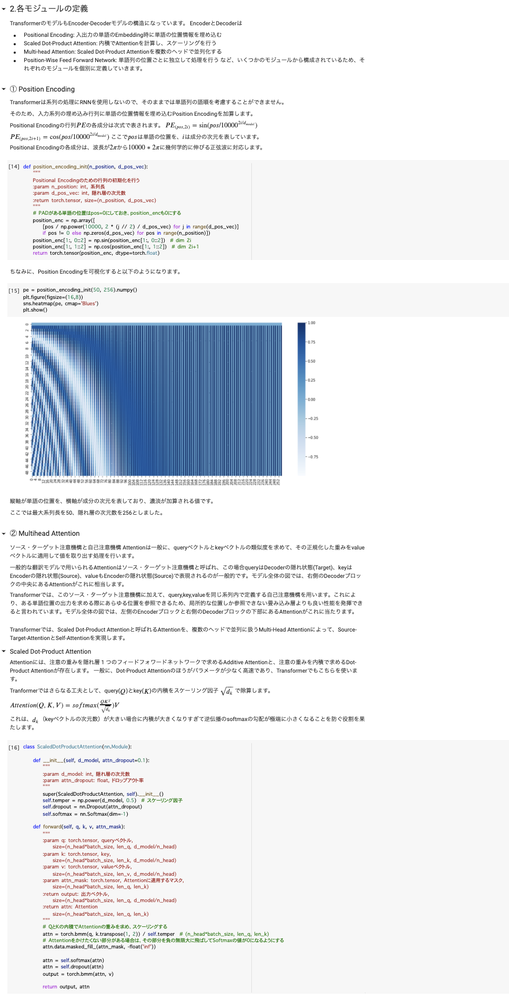 2.各モジュールの定義
TransformerのモデルもEncoder-Decoderモデルの構造になっています。 EncoderとDecoderは
• Positional Encoding: 入出力の単語のEmbedding時に単語の位置情報を埋め込む
• Scaled Dot-Product Attention: 内積でAttentionを計算し、スケーリングを行う
• Multi-head Attention: Scaled Dot-Product Attentionを複数のヘッドで並列化する
• Position-Wise Feed Forward Network: 単語列の位置ごとに独立して処理を行う など、いくつかのモジュールから構成されているため、そ
れぞれのモジュールを個別に定義していきます。
① Position Encoding
Transformerは系列の処理にRNNを使用しないので、そのままでは単語列の語順を考慮することができません。
そのため、入力系列の埋め込み行列に単語の位置情報を埋め込むPosition Encodingを加算します。
Positional Encodingの行列PEの各成分は次式で表されます。 PE(pos,2i) = sin(pos/10000^{2i/d_{model}})
PE(pos,2i+1) = cos(pos/10000^{2i/d_{model}}) ここでposは単語の位置を、iは成分の次元を表しています。
Positional Encodingの各成分は、波長が2πから10000 ∗ 2πに幾何学的に伸びる正弦波に対応します。
[14] def position_encoding_init(n_position, d_pos_vec):
"""
Positional Encodingのための行列の初期化を行う
:param n_position: int, 系列長
:param d_pos_vec: int, 隠れ層の次元数
:return torch.tensor, size=(n_position, d_pos_vec)
"""
# PADがある単語の位置はpos=0にしておき、position_encも0にする
position_enc = np.array([
[pos / np.power(10000, 2 * (j // 2) / d_pos_vec) for j in range(d_pos_vec)]
if pos != 0 else np.zeros(d_pos_vec) for pos in range(n_position)])
position_enc[1:, 0::2] = np.sin(position_enc[1:, 0::2]) # dim 2i
position_enc[1:, 1::2] = np.cos(position_enc[1:, 1::2]) # dim 2i+1
return torch.tensor(position_enc, dtype=torch.float)
ちなみに、Position Encodingを可視化すると以下のようになります。
[15] pe = position_encoding_init(50, 256).numpy()
plt.figure(figsize=(16,8))
sns.heatmap(pe, cmap='Blues')
plt.show()
0 2 4 6 8 10 12 14 16 18 20 22 24 26 28 30 32 34 36 38 40 42 44 46 48
1.00
0.75
0.50
0.25
0.00
−0.25
−0.50
−0.75
0 4 8 12 16 20 24 28 32 36 40 44 48 52 56 60 64 68 72 76 80 84 88 92 96 100 104 108 112 116 120 124 128 132 136 140 144 148 152 156 160 164 168 172 176 180 184 188 192 196 200 204 208 212 216 220 224 228 232 236 240 244 248 252
縦軸が単語の位置を、横軸が成分の次元を表しており、濃淡が加算される値です。
ここでは最大系列長を50、隠れ層の次元数を256としました。
② Multihead Attention
ソース・ターゲット注意機構と自己注意機構 Attentionは一般に、queryベクトルとkeyベクトルの類似度を求めて、その正規化した重みをvalue
ベクトルに適用して値を取り出す処理を行います。
一般的な翻訳モデルで用いられるAttentionはソース・ターゲット注意機構と呼ばれ、この場合queryはDecoderの隠れ状態(Target)、keyは
Encoderの隠れ状態(Source)、valueもEncoderの隠れ状態(Source)で表現されるのが一般的です。モデル全体の図では、右側のDecoderブロッ
クの中央にあるAttentionがこれに相当します。
Transformerでは、このソース・ターゲット注意機構に加えて、query,key,valueを同じ系列内で定義する自己注意機構を用います。これによ
り、ある単語位置の出力を求める際にあらゆる位置を参照できるため、局所的な位置しか参照できない畳み込み層よりも良い性能を発揮でき
ると言われています。モデル全体の図では、左側のEncoderブロックと右側のDecoderブロックの下部にあるAttentionがこれに当たります。
Transformerでは、Scaled Dot-Product Attentionと呼ばれるAttentionを、複数のヘッドで並列に扱うMulti-Head Attentionによって、Source-
Target-AttentionとSelf-Attentionを実現します。
Scaled Dot-Product Attention
Attentionには、注意の重みを隠れ層 1 つのフィードフォワードネットワークで求めるAdditive Attentionと、注意の重みを内積で求めるDot-
Product Attentionが存在します。 一般に、Dot-Product Attentionのほうがパラメータが少なく高速であり、Transformerでもこちらを使いま
す。
Tranformerではさらなる工夫として、query(Q)とkey(K)の内積をスケーリング因子 √d_k で除算します。
Attention(Q, K, V) = softmax(QK^T/√d_k)V
これは、d_k（keyベクトルの次元数）が大きい場合に内積が大きくなりすぎて逆伝播のsoftmaxの勾配が極端に小さくなることを防ぐ役割を果
たします。
[16] class ScaledDotProductAttention(nn.Module):
def __init__(self, d_model, attn_dropout=0.1):
"""
:param d_model: int, 隠れ層の次元数
:param attn_dropout: float, ドロップアウト率
"""
super(ScaledDotProductAttention, self).__init__()
self.temper = np.power(d_model, 0.5) # スケーリング因子
self.dropout = nn.Dropout(attn_dropout)
self.softmax = nn.Softmax(dim=-1)
def forward(self, q, k, v, attn_mask):
"""
:param q: torch.tensor, queryベクトル,
size=(n_head*batch_size, len_q, d_model/n_head)
:param k: torch.tensor, key,
size=(n_head*batch_size, len_k, d_model/n_head)
:param v: torch.tensor, valueベクトル,
size=(n_head*batch_size, len_v, d_model/n_head)
:param attn_mask: torch.tensor, Attentionに適用するマスク,
size=(n_head*batch_size, len_q, len_k)
:return output: 出力ベクトル,
size=(n_head*batch_size, len_q, d_model/n_head)
:return attn: Attention
size=(n_head*batch_size, len_q, len_k)
"""
# QとKの内積でAttentionの重みを求め、スケーリングする
attn = torch.bmm(q, k.transpose(1, 2)) / self.temper # (n_head*batch_size, len_q, len_k)
# Attentionをかけたくない部分がある場合は、その部分を負の無限大に飛ばしてSoftmaxの値が0になるようにする
attn.data.masked_fill_(attn_mask, -float('inf'))
attn = self.softmax(attn)
attn = self.dropout(attn)
output = torch.bmm(attn, v)
return output, attn